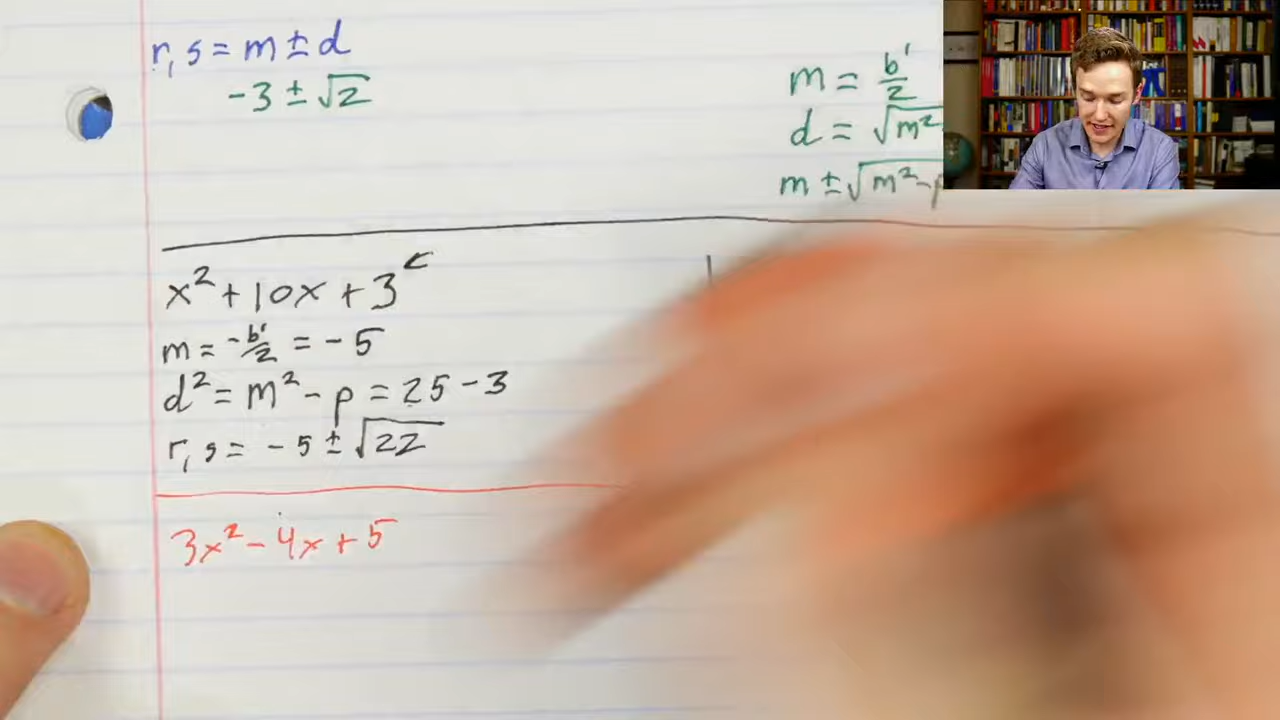 r, s = m ± d
-3 ± √2
m = b'/2
d = √m²
m ± √m² - p
x² + 10x + 3
m = -b'/2 = -5
d² = m² - p = 25 - 3
r, s = -5 ± √22
3x² - 4x + 5